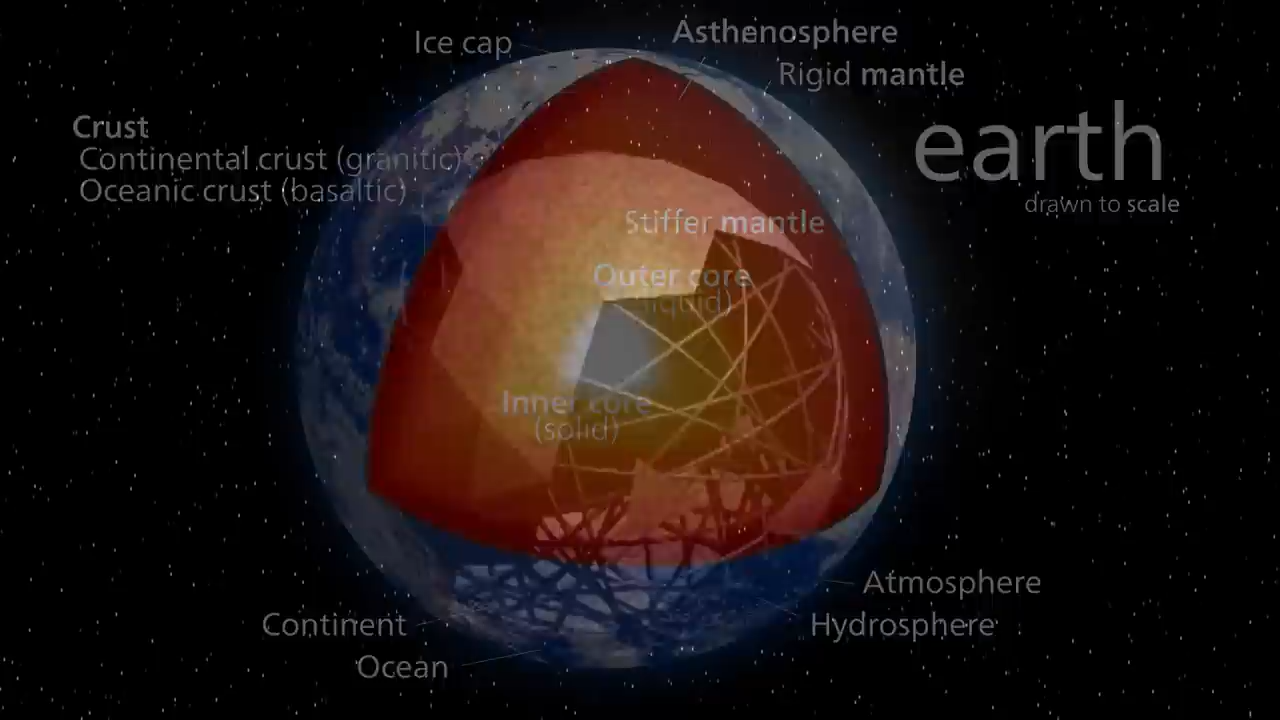 Ice cap
Asthenosphere
Rigid mantle
Crust
Continental crust (granitic)
Oceanic crust (basaltic)
earth
drawn to scale
Stiffer mantle
Outer core
(liquid)
Inner core
(solid)
Atmosphere
Hydrosphere
Continent
Ocean